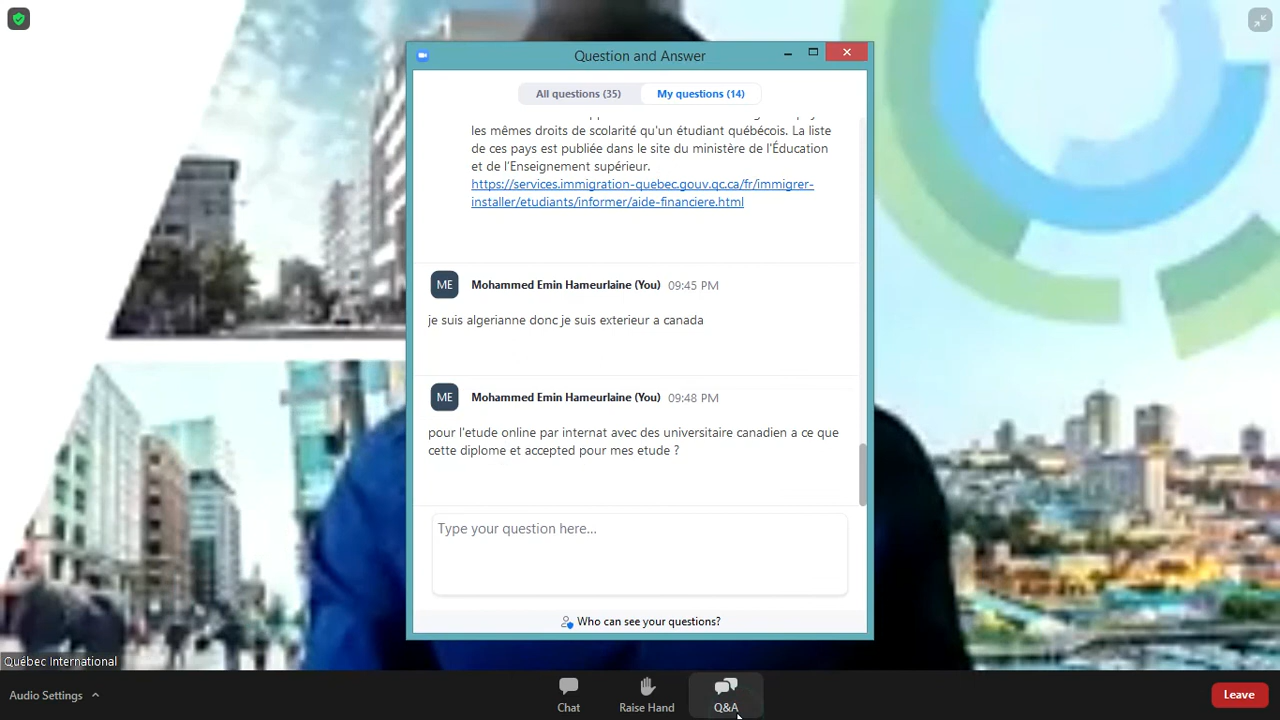 Question and Answer
All questions (35)
My questions (14)
les mêmes droits de scolarité qu'un étudiant québécois. La liste
de ces pays est publiée dans le site du ministère de l'Éducation
et de l'Enseignement supérieur.
https://services.immigration-quebec.gouv.qc.ca/fr/immigrer-
installer/etudiants/informer/aide-financiere.html
ME Mohammed Emin Hameurlaine (You) 09:45 PM
je suis algerianne donc je suis exterieur a canada
ME Mohammed Emin Hameurlaine (You) 09:48 PM
pour l'etude online par internat avec des universitaire canadien a ce que
cette diplome et accepted pour mes etude ?
Type your question here...
Who can see your questions?
Québec International
Audio Settings
Chat
Raise Hand
Q&A
Leave